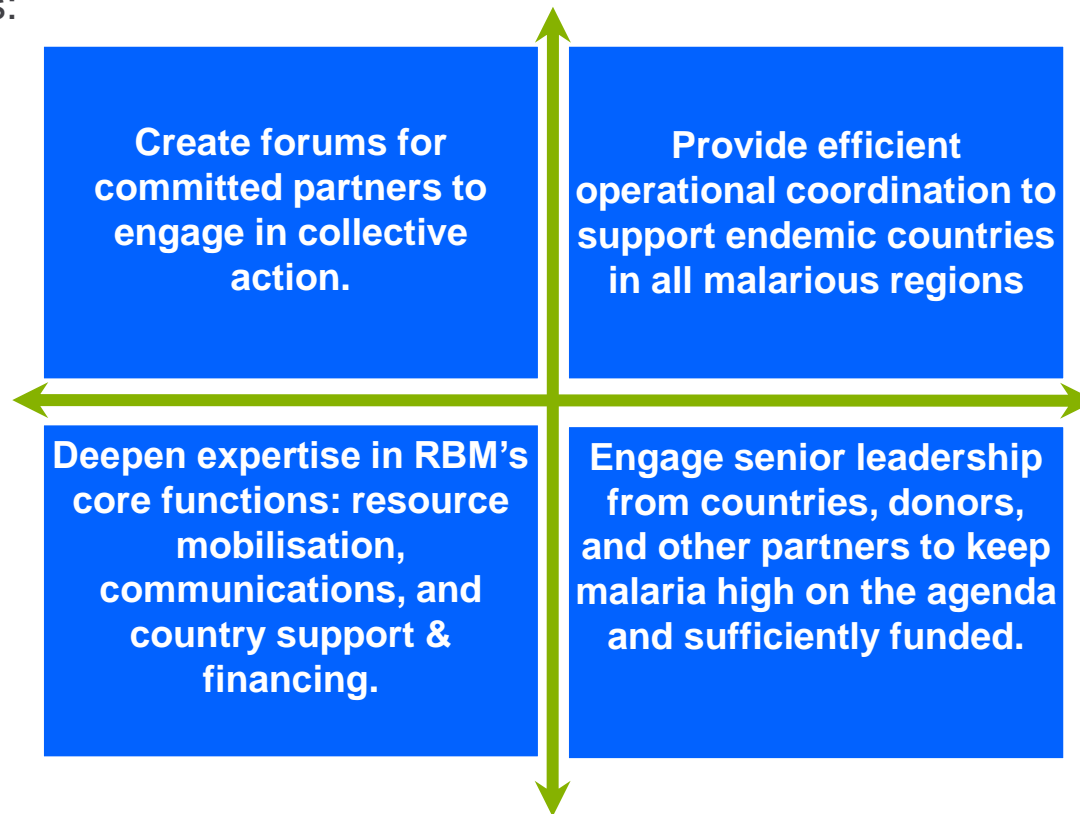 s:
Create forums for
committed partners to
engage in collective
action.
Provide efficient
operational coordination to
support endemic countries
in all malarious regions
Deepen expertise in RBM’s
core functions: resource
mobilisation,
communications, and
country support &
financing.
Engage senior leadership
from countries, donors,
and other partners to keep
malaria high on the agenda
and sufficiently funded.